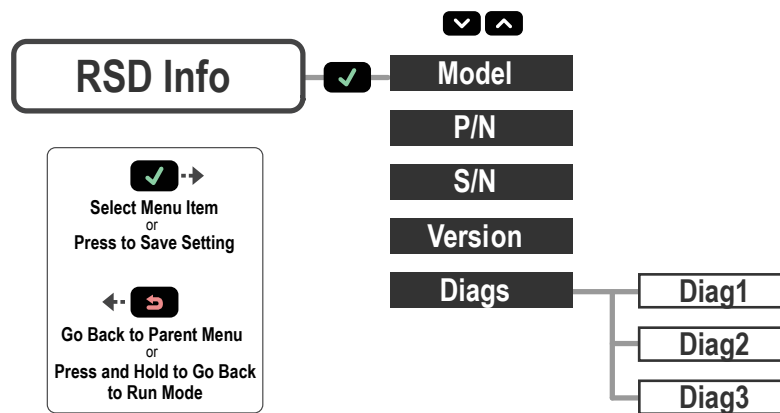 RSD Info
Model
P/N
S/N
Version
Diags
Diag1
Diag2
Diag3
Select Menu Item
or
Press to Save Setting
Go Back to Parent Menu
or
Press and Hold to Go Back
to Run Mode